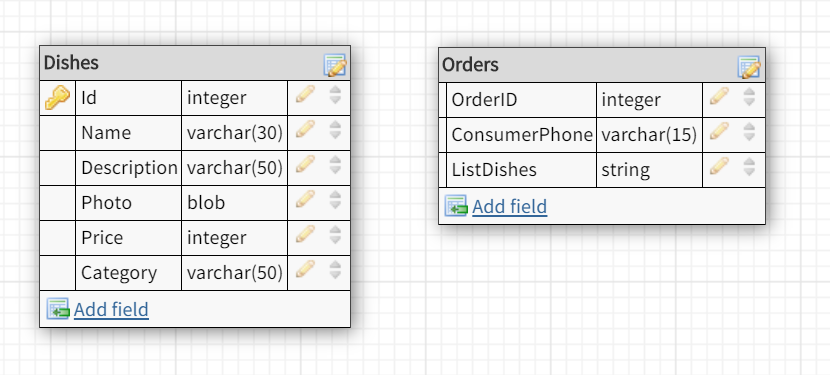 Dishes
Id integer
Name varchar(30)
Description varchar(50)
Photo blob
Price integer
Category varchar(50)
Add field
Orders
OrderID integer
ConsumerPhone varchar(15)
ListDishes string
Add field